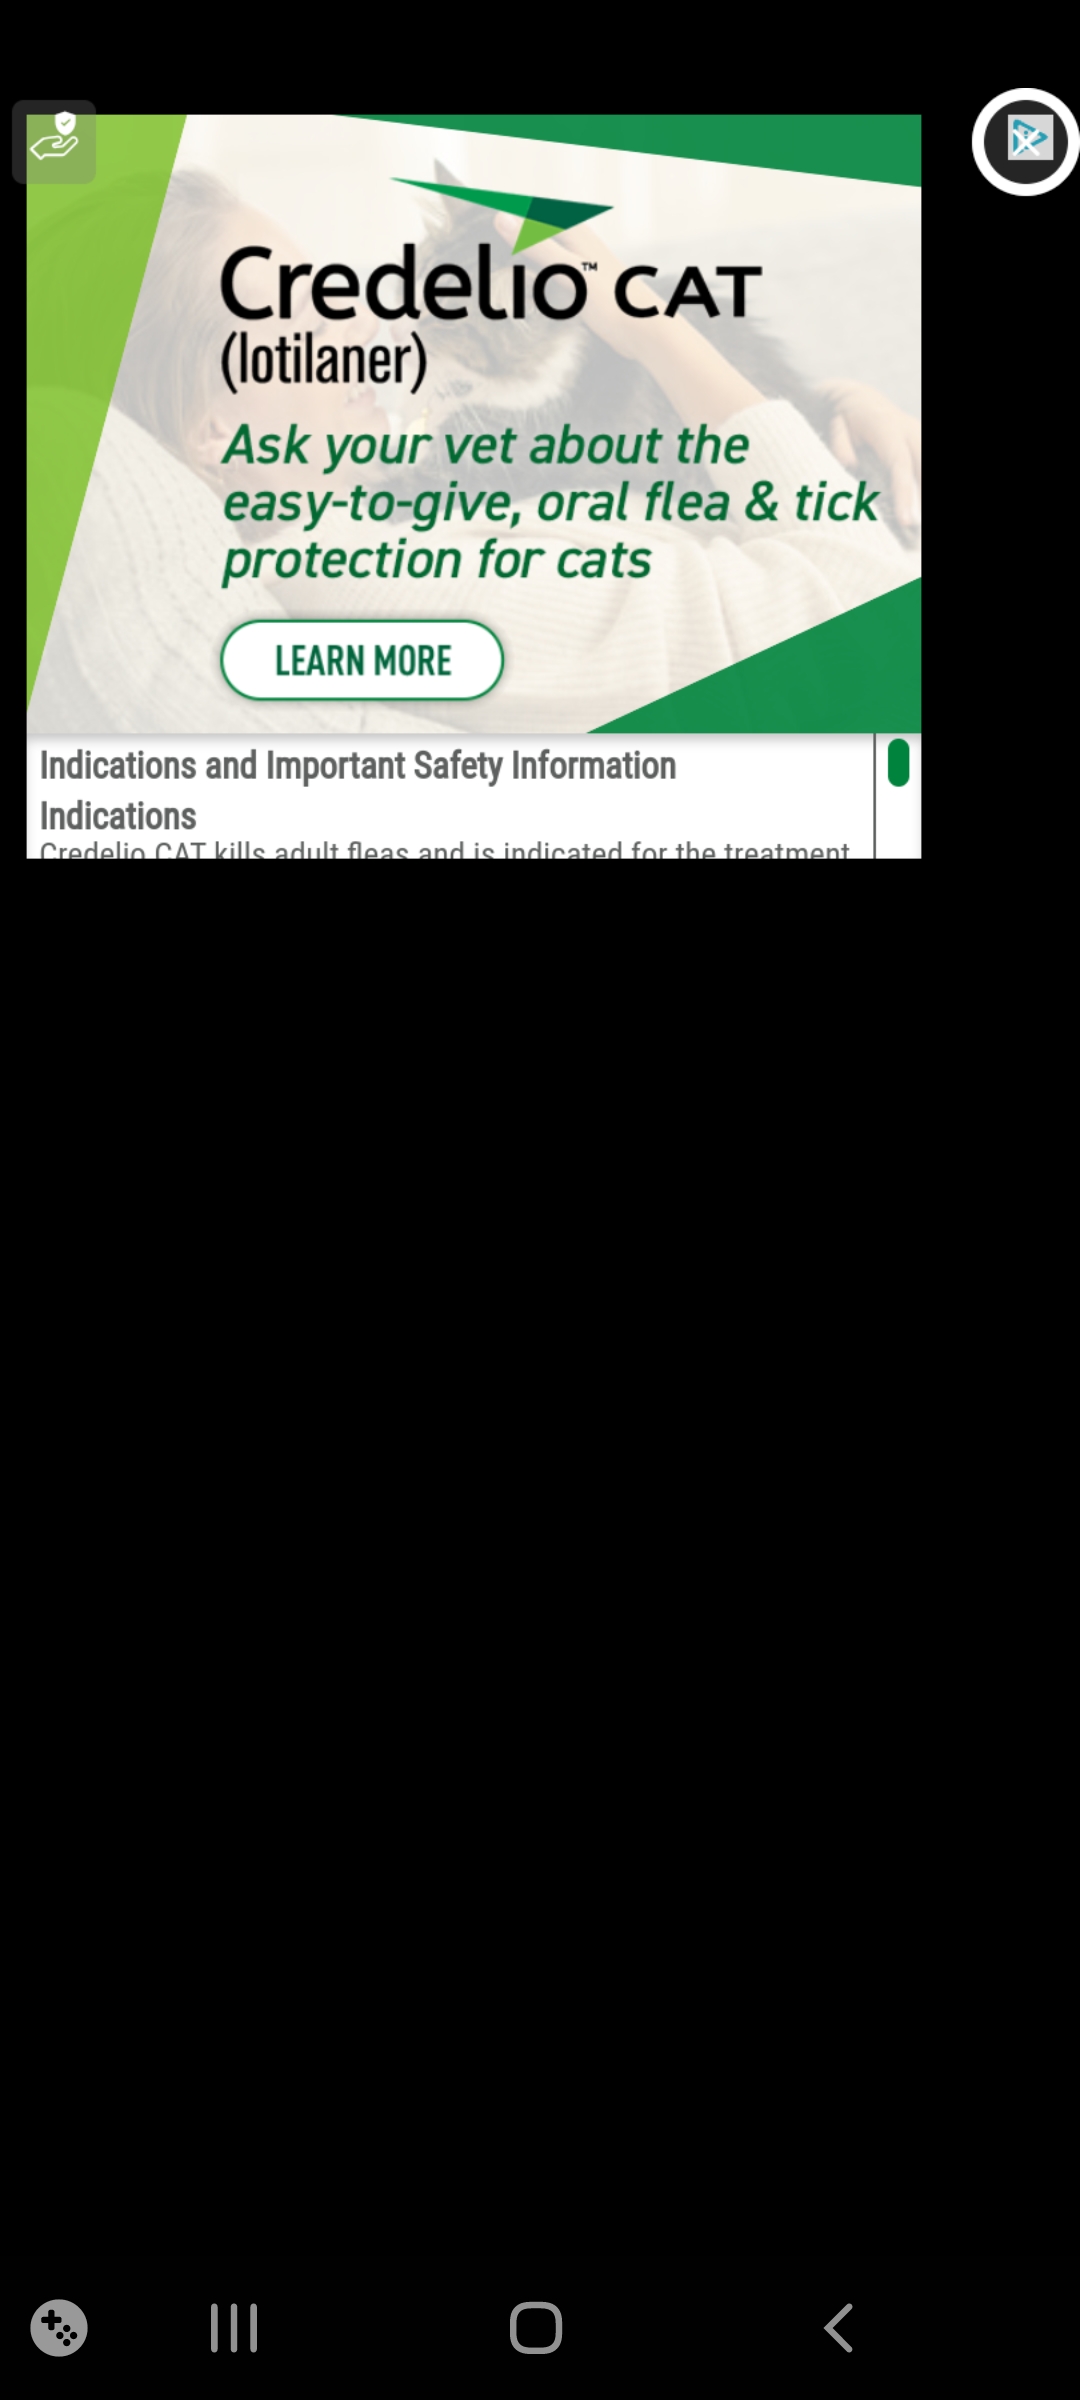 Credelio™ CAT
(lotilaner)
Ask your vet about the
easy-to-give, oral flea & tick
protection for cats
LEARN MORE
Indications and Important Safety Information
Indications
Credelio CAT kills adult fleas and is indicated for the treatment